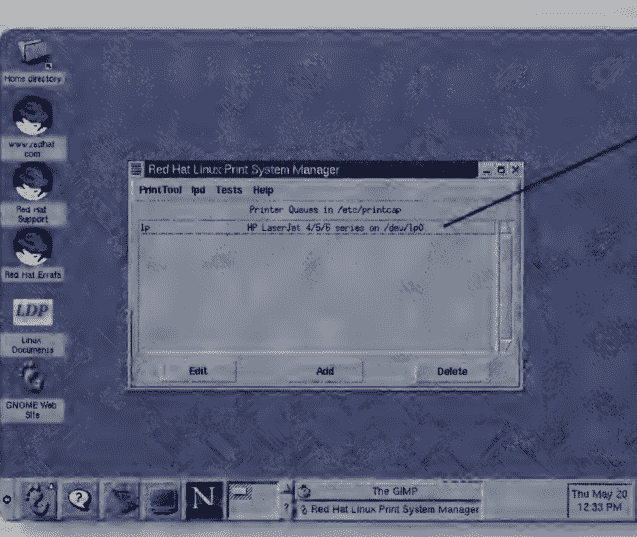 Home directory
www.redhat
.com
Red Hat
Support
Red Hat Errata
LDP
Linux
Documents
GNOME Web
Site
Red Hat Linux Print System Manager
PrintTool lpd Tests Help
Printer Queues in /etc/printcap
lp HP LaserJet 4/5/6 series on /dev/lp0
Edit Add Delete
N
The GIMP
Red Hat Linux Print System Manager
?
Thu May 20
12:33 PM